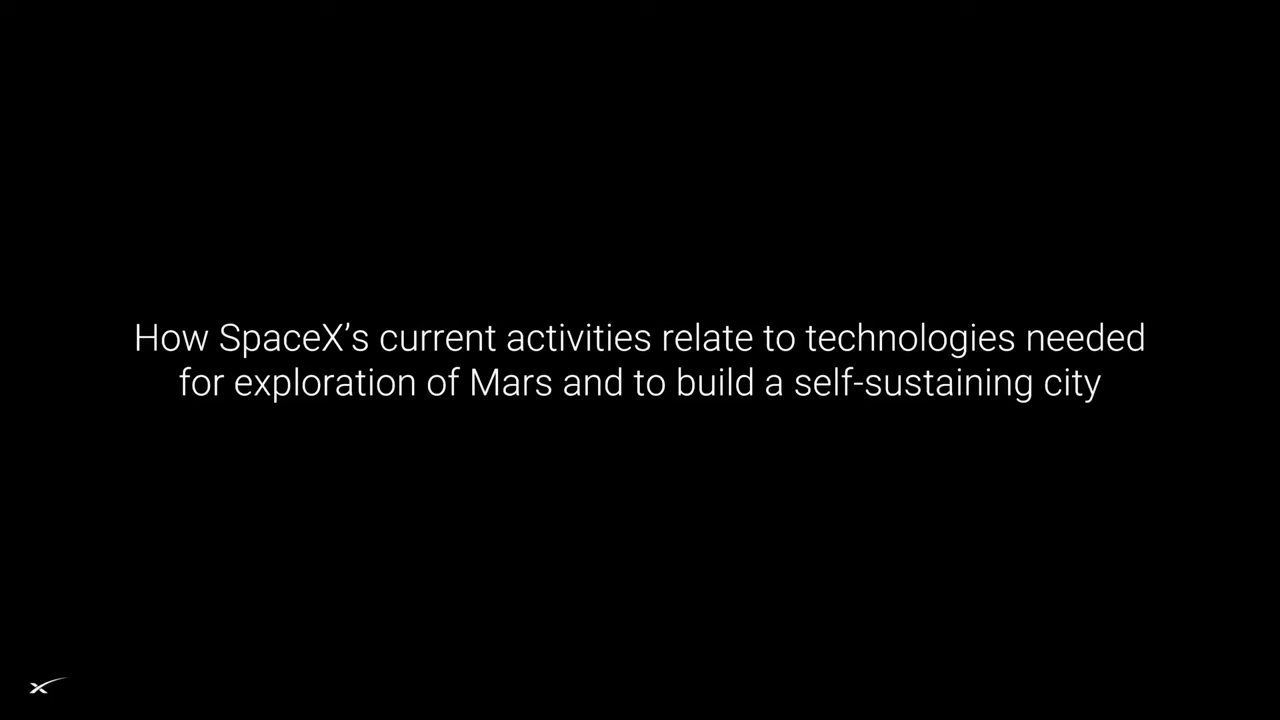 How SpaceX’s current activities relate to technologies needed
for exploration of Mars and to build a self-sustaining city